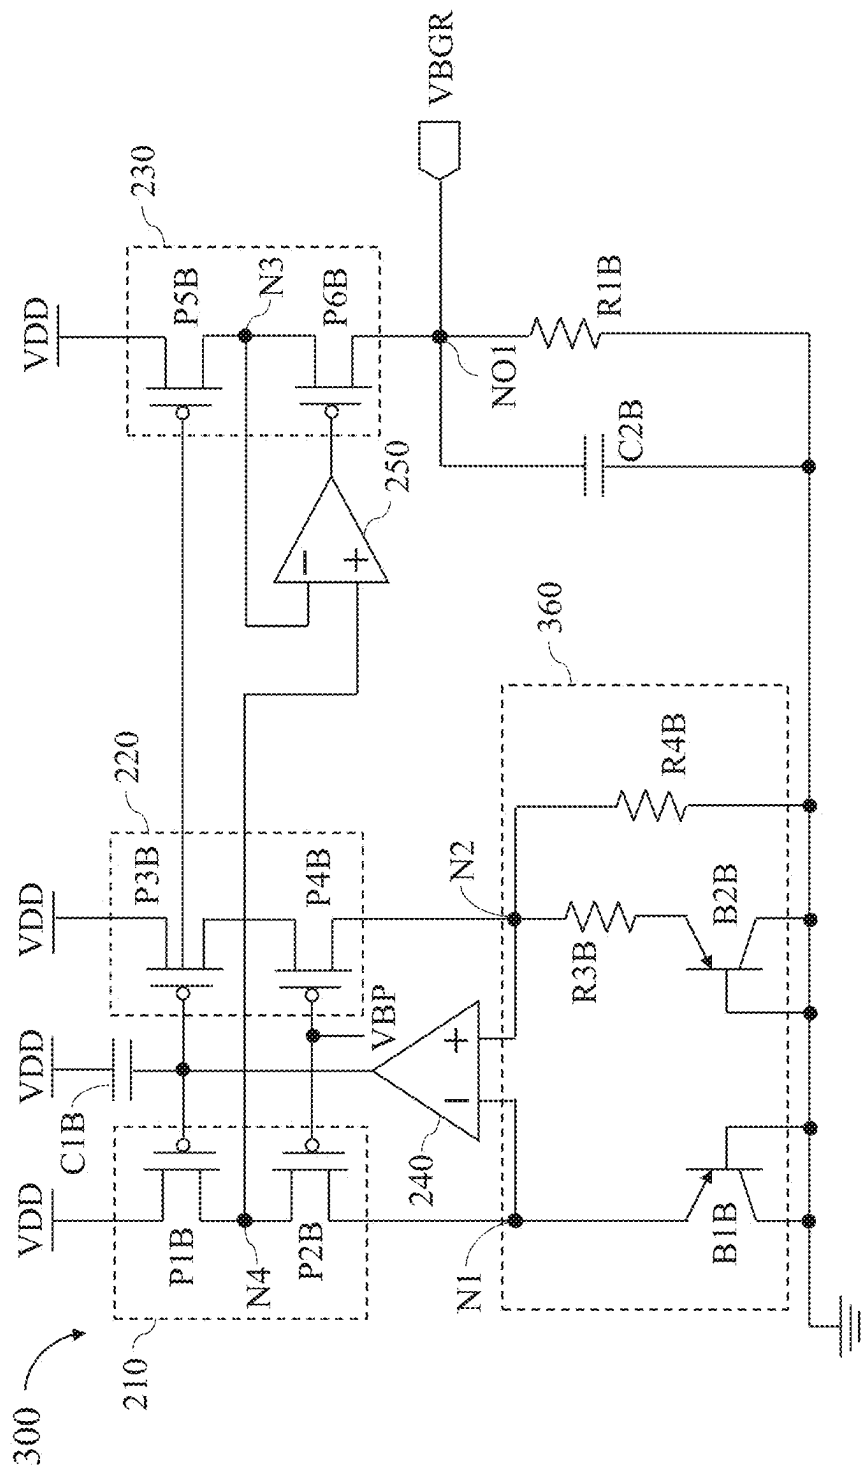 300
VDD
VDD
VDD
VDD
C1B
210
P1B
N4
P2B
220
P3B
P4B
VBP
230
P5B
N3
P6B
240
−
+
250
−
+
N1
N2
NO1
VBGR
360
R3B
R4B
B1B
B2B
C2B
R1B